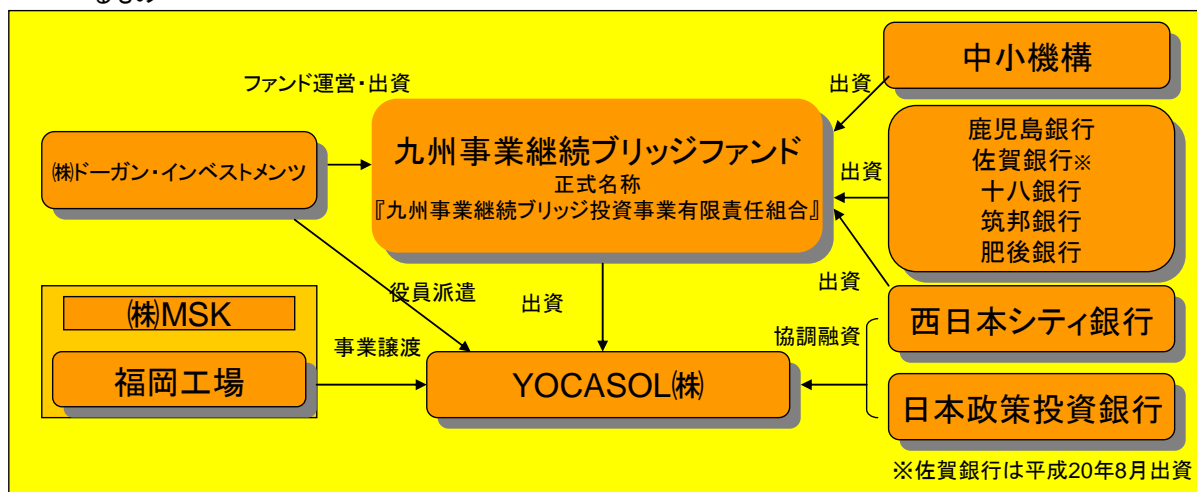 ファンド運営・出資
㈱ドーガン・インベストメンツ
九州事業継続ブリッジファンド
正式名称
『九州事業継続ブリッジ投資事業有限責任組合』
出資
中小機構
出資
鹿児島銀行
佐賀銀行※
十八銀行
筑邦銀行
肥後銀行
出資
西日本シティ銀行
協調融資
日本政策投資銀行
役員派遣
出資
㈱MSK
福岡工場
事業譲渡
YOCASOL㈱
※佐賀銀行は平成20年8月出資